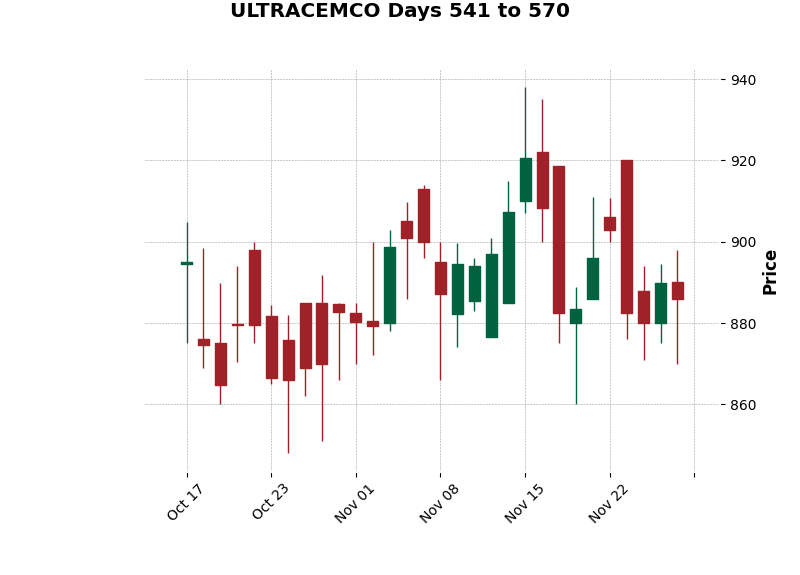 ULTRACEMCO Days 541 to 570
940
920
900
880
860
Price
Oct 17
Oct 23
Nov 01
Nov 08
Nov 15
Nov 22